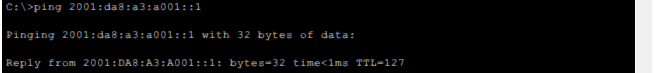 C:\>ping 2001:da8:a3:a001::1
Pinging 2001:da8:a3:a001::1 with 32 bytes of data:
Reply from 2001:DA8:A3:A001::1: bytes=32 time<1ms TTL=127